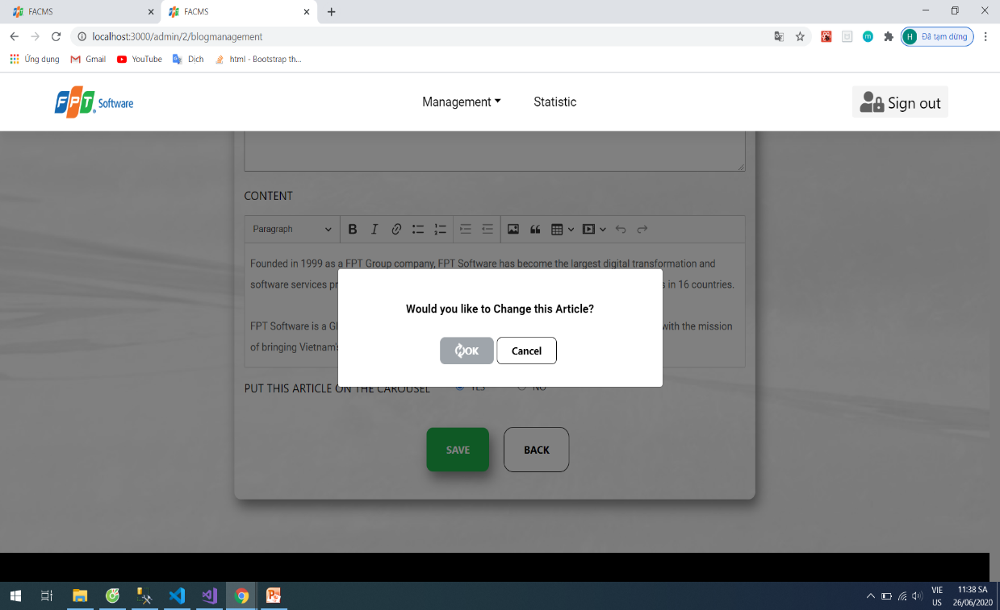 FACMS
FACMS
localhost:3000/admin/2/blogmanagement
H Đã tạm dừng
Ứng dụng Gmail YouTube Dịch html - Bootstrap th...
FPT Software Management Statistic Sign out
CONTENT
Paragraph
Founded in 1999 as a FPT Group company, FPT Software has become the largest digital transformation and
software services pr s in 16 countries.
FPT Software is a Gl with the mission
of bringing Vietnam's
Would you like to Change this Article?
OK Cancel
PUT THIS ARTICLE ON THE CAROUSEL YES NO
SAVE BACK
VIE 11:38 SA
US 26/06/2020